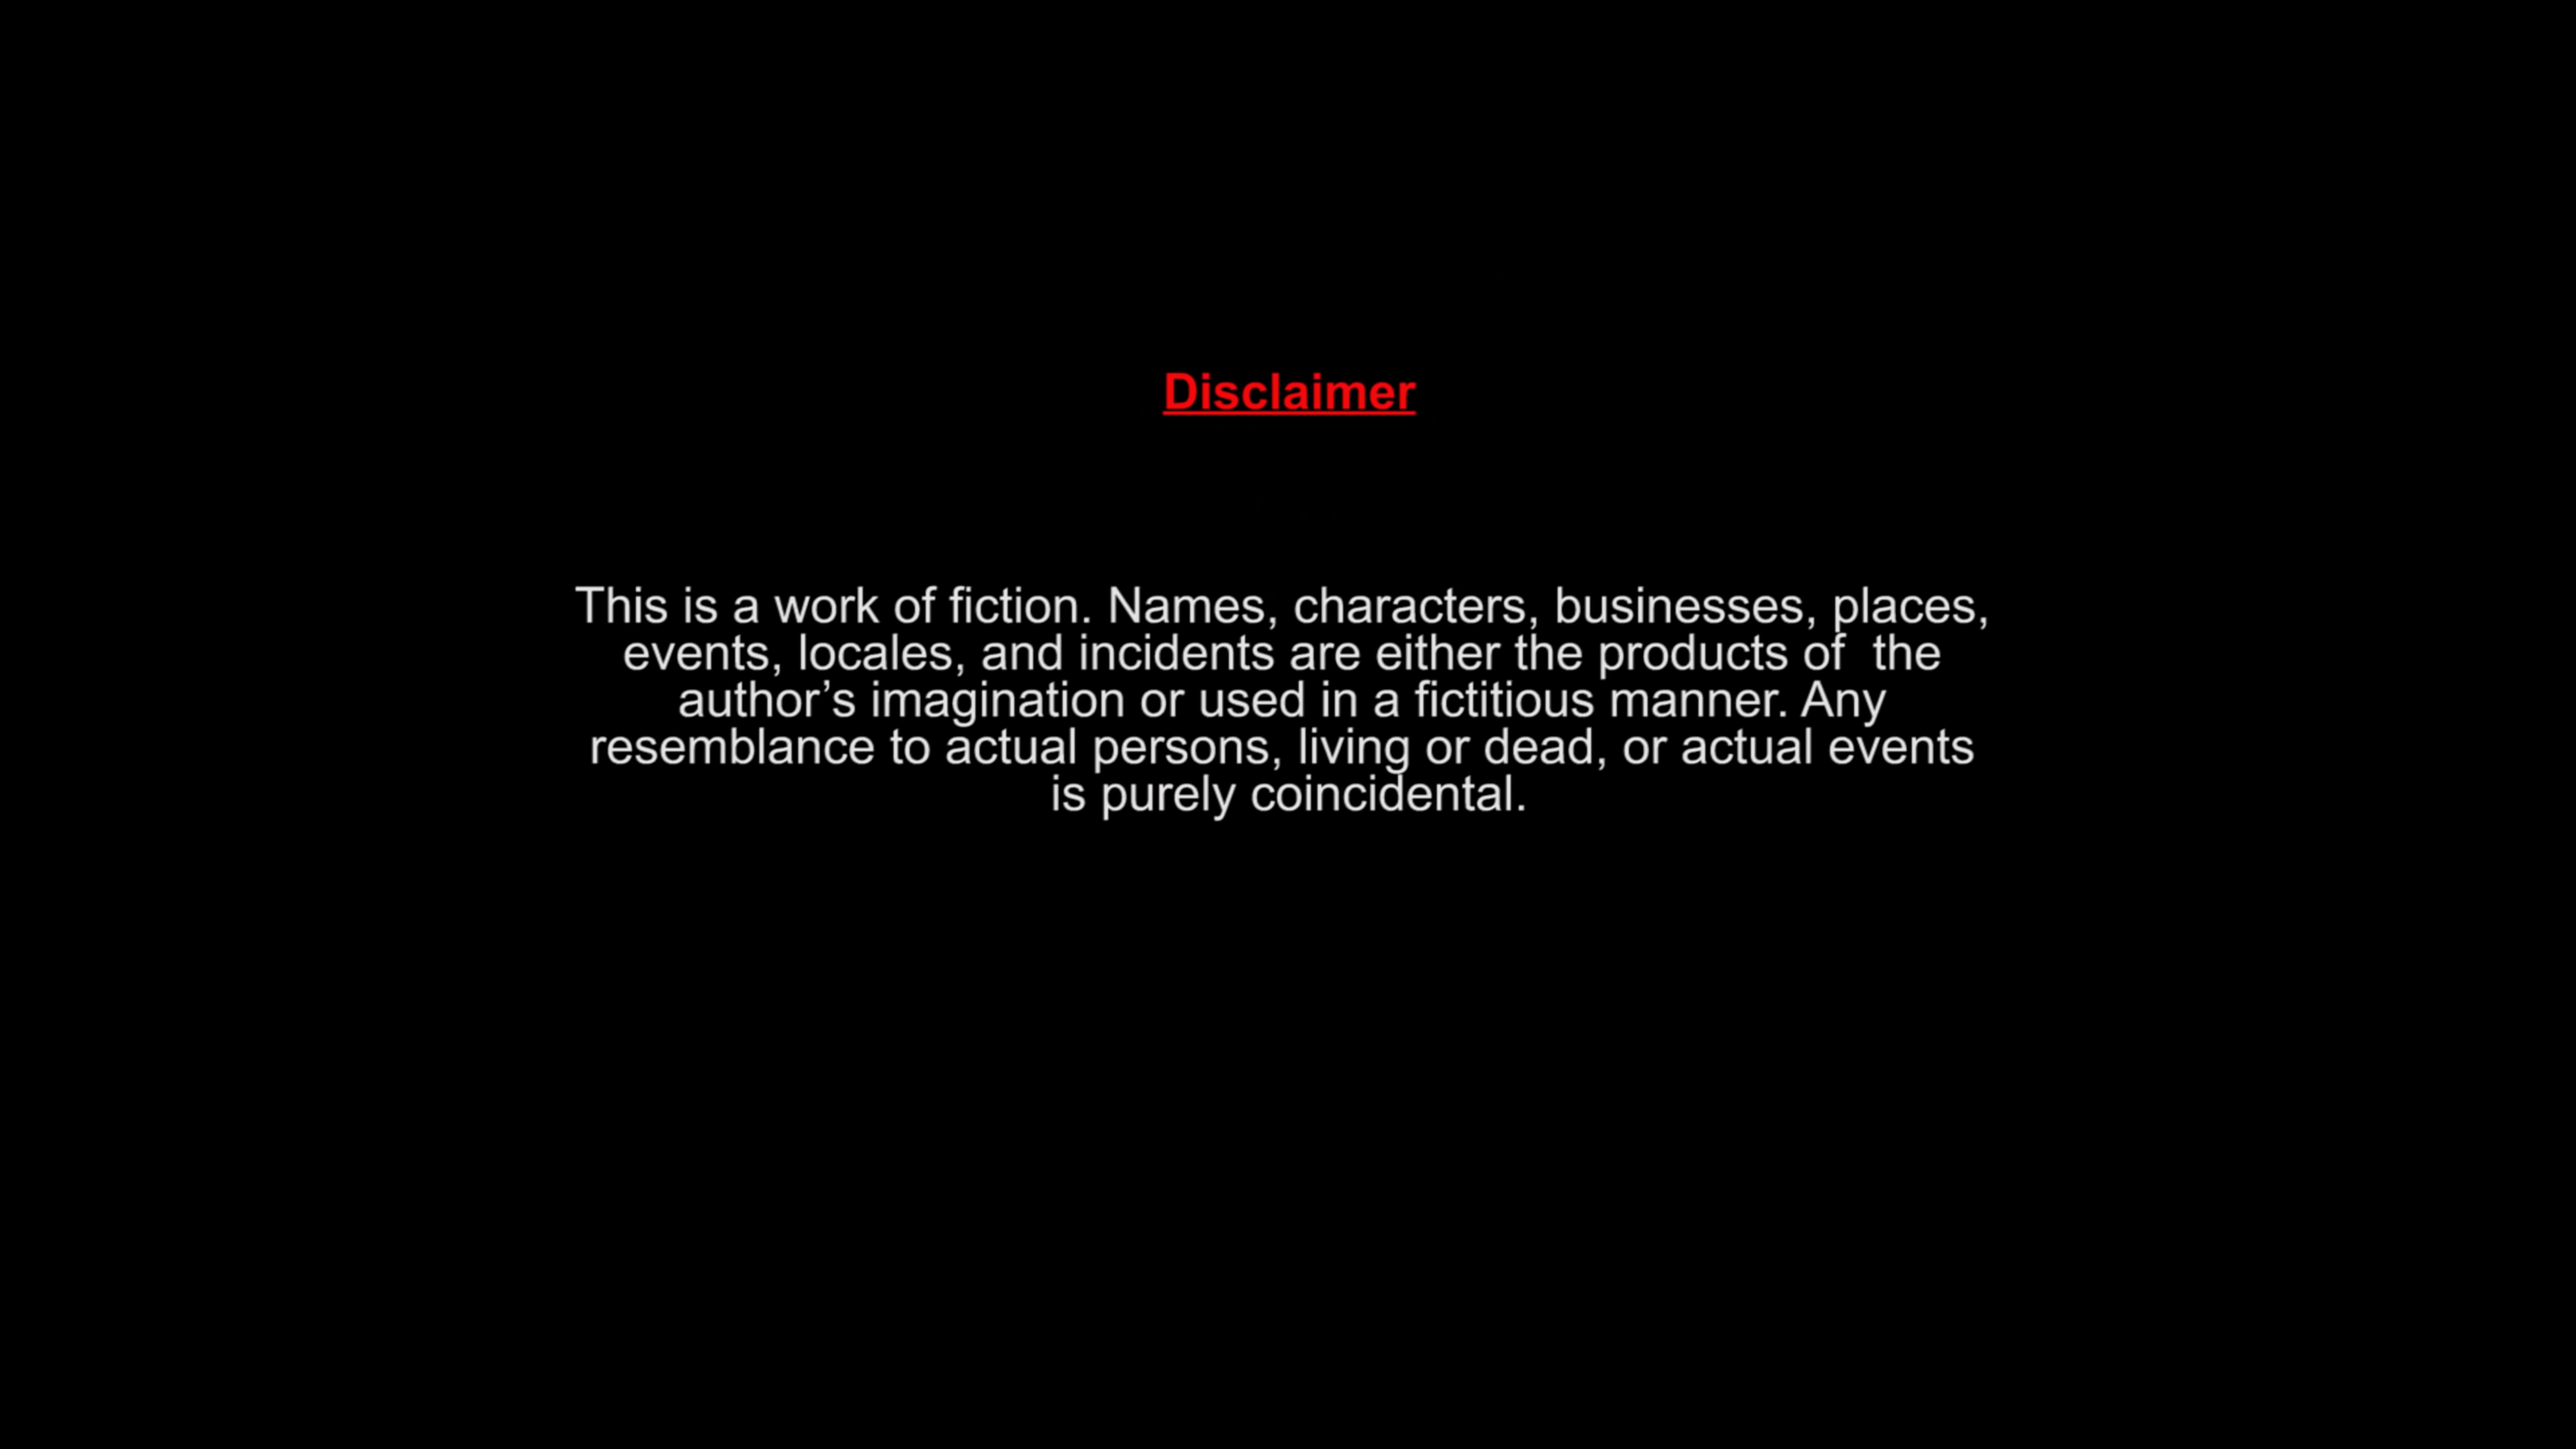 Disclaimer
This is a work of fiction. Names, characters, businesses, places,
events, locales, and incidents are either the products of  the
author’s imagination or used in a fictitious manner. Any
resemblance to actual persons, living or dead, or actual events
is purely coincidental.